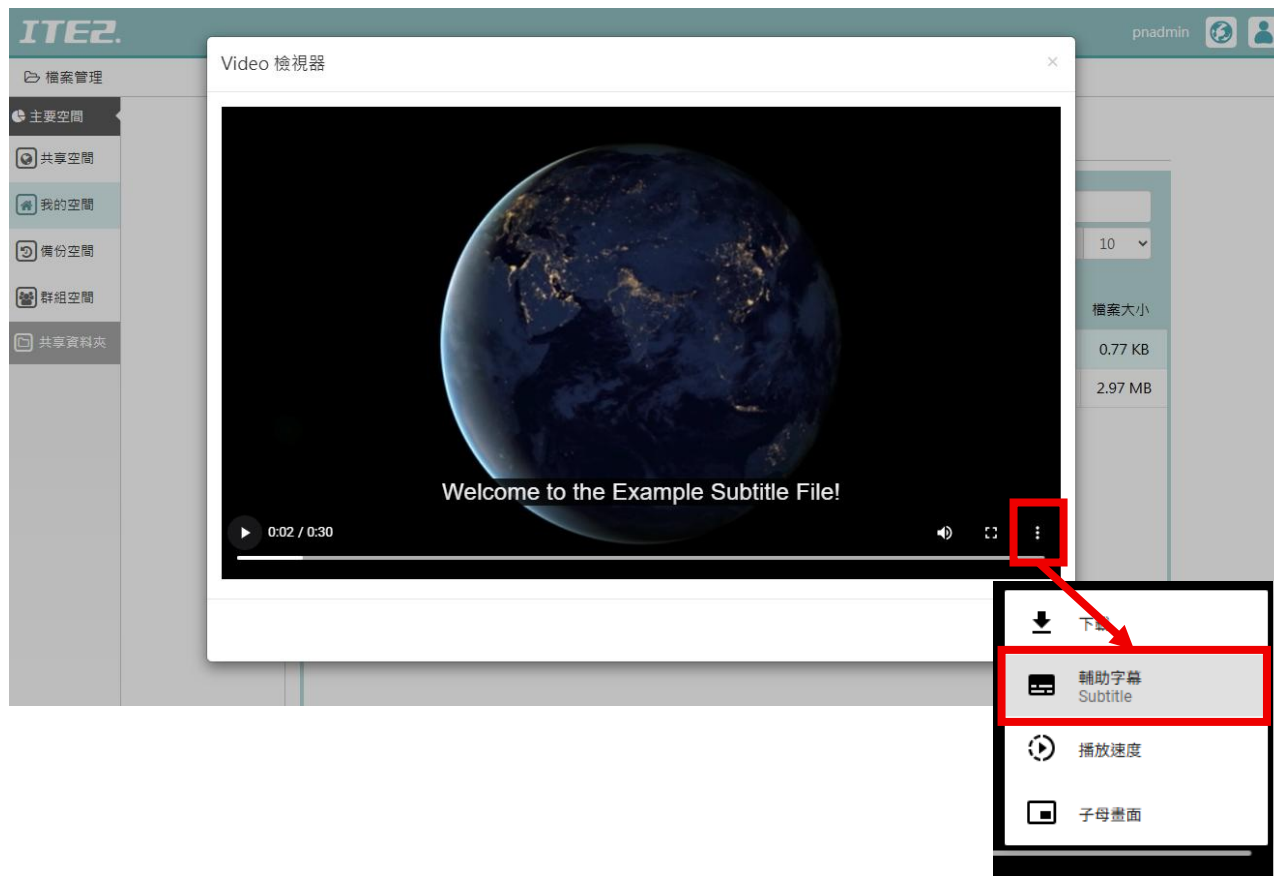 ITE2.
pnadmin
檔案管理
Video 檢視器
×
主要空間
共享空間
我的空間
備份空間
群組空間
共享資料夾
10
檔案大小
0.77 KB
2.97 MB
Welcome to the Example Subtitle File!
0:02 / 0:30
下載
輔助字幕
Subtitle
播放速度
子母畫面